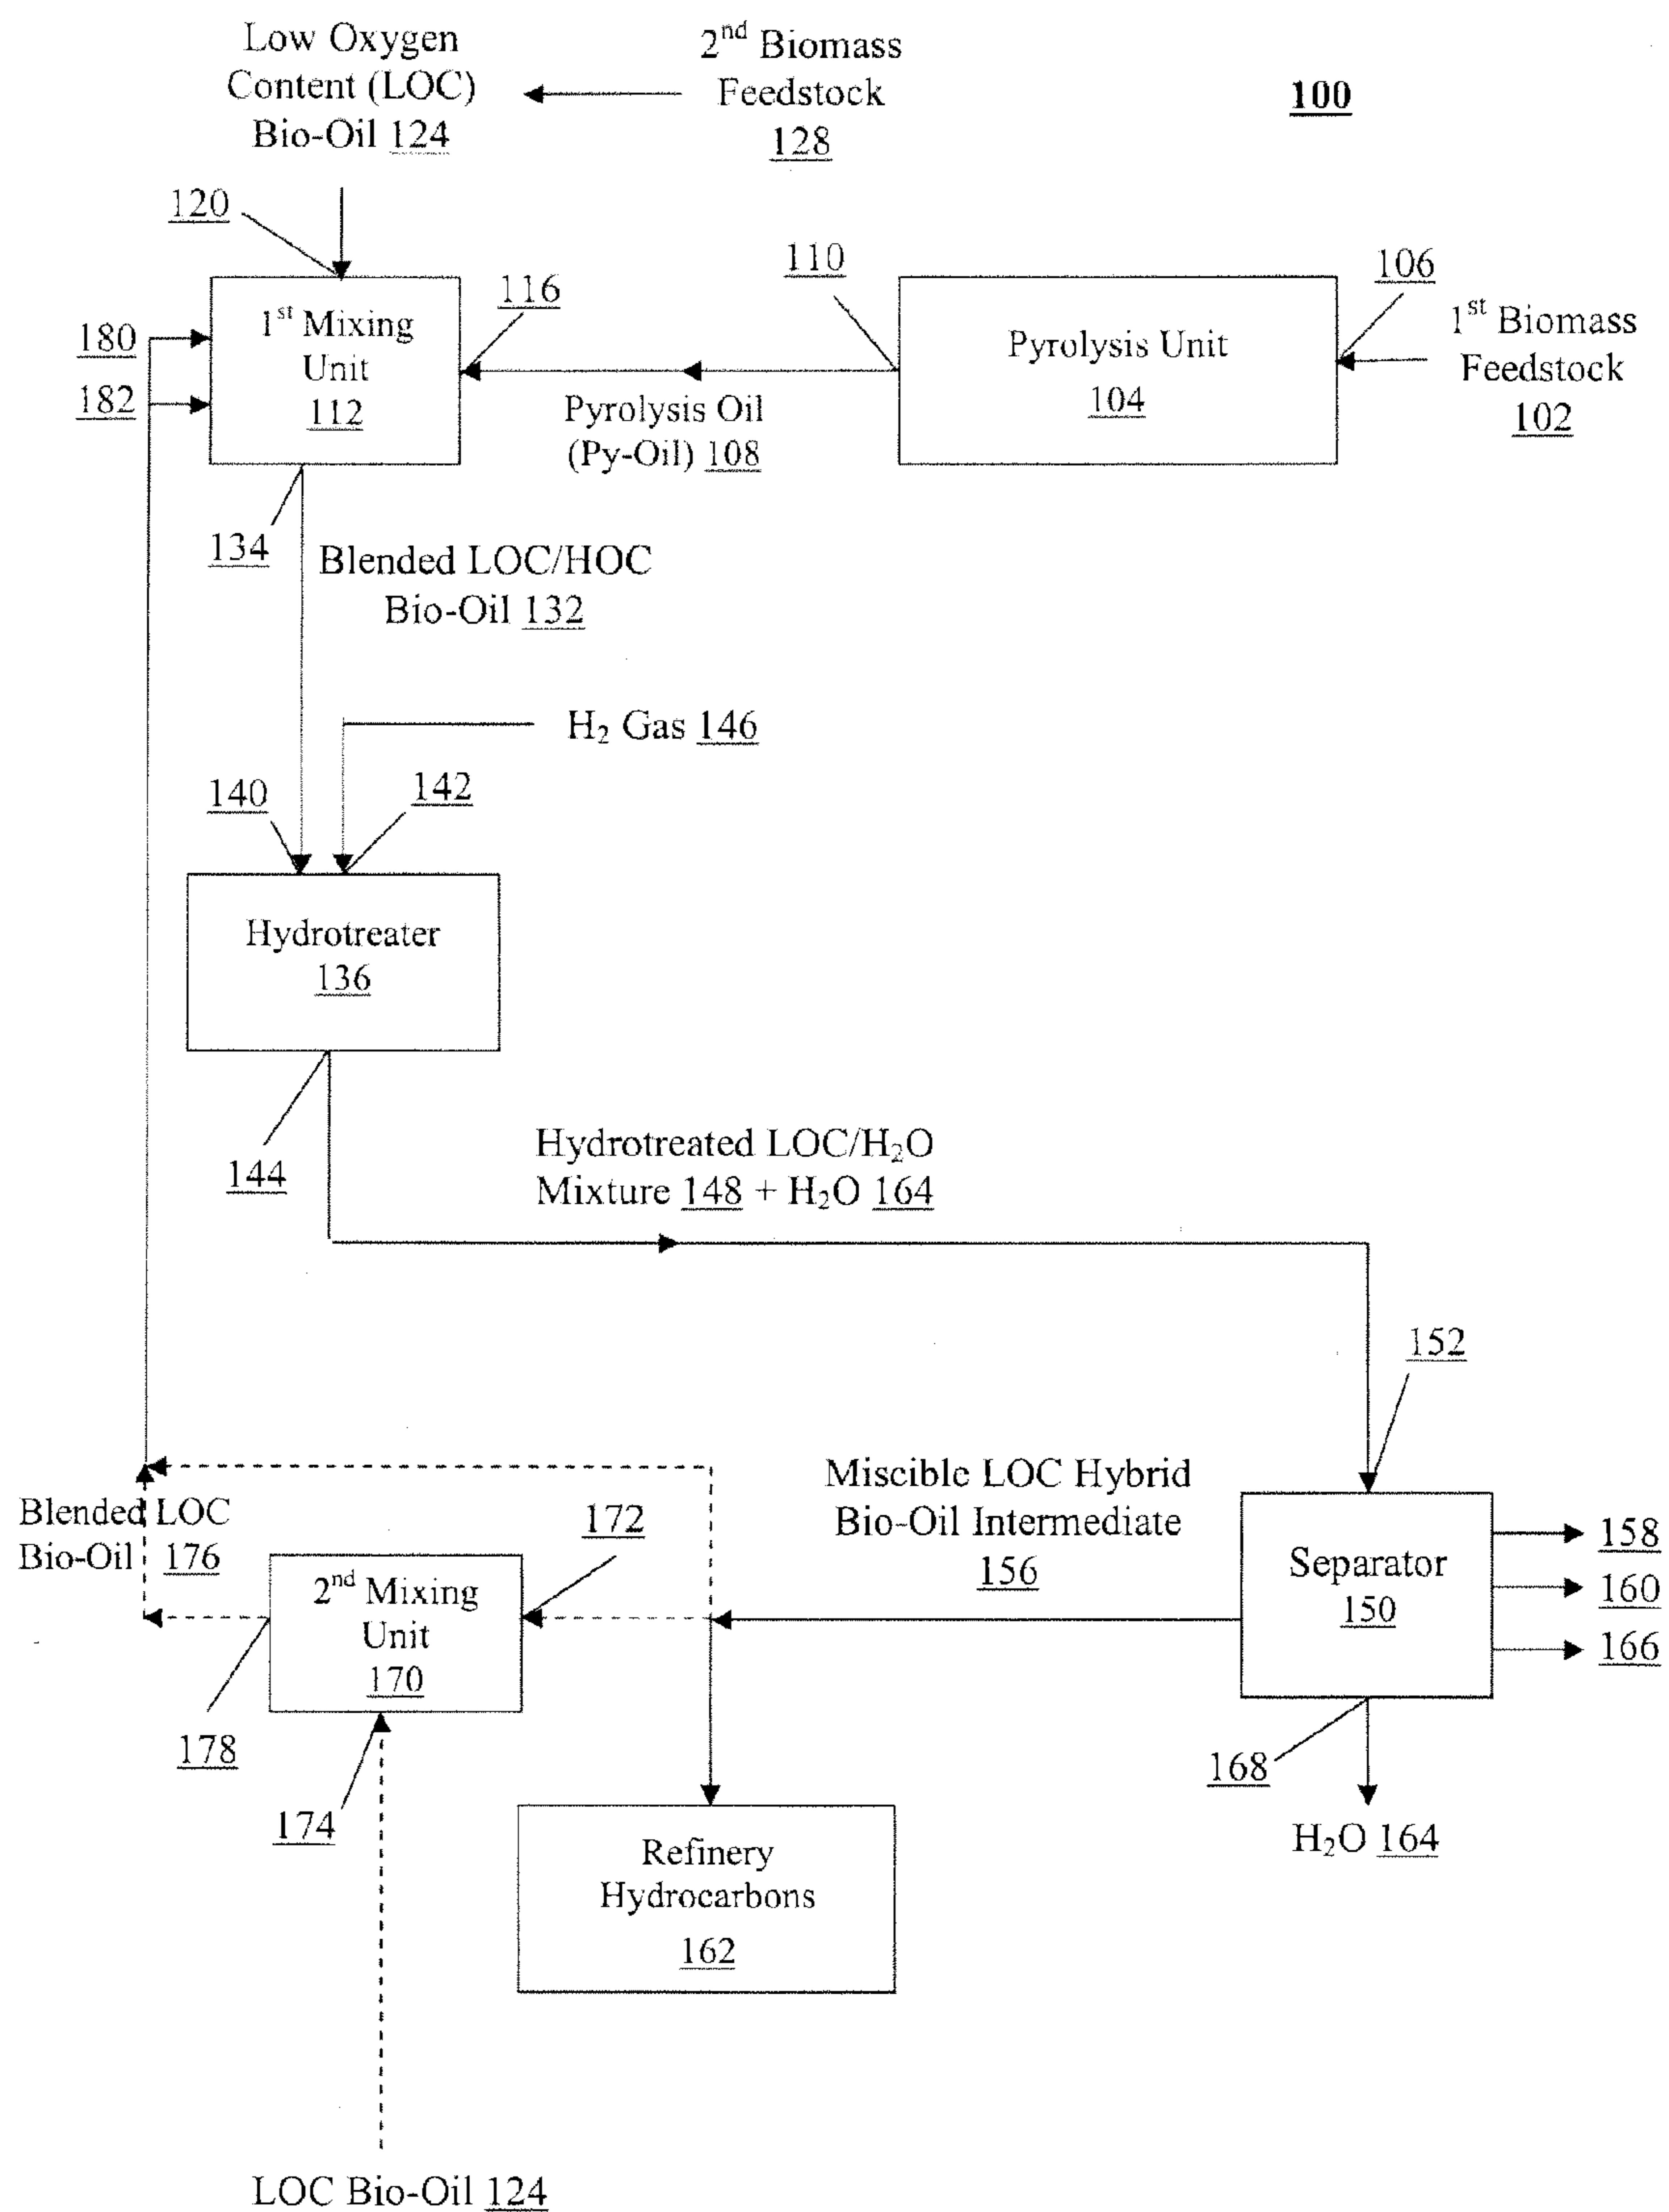 Low Oxygen
Content (LOC)
Bio-Oil 124
2nd Biomass
Feedstock
128
100
120
110
106
116
1st Biomass
Feedstock
102
180
182
1st Mixing
Unit
112
Pyrolysis Unit
104
Pyrolysis Oil
(Py-Oil) 108
134
Blended LOC/HOC
Bio-Oil 132
H2 Gas 146
140
142
Hydrotreater
136
144
Hydrotreated LOC/H2O
Mixture 148 + H2O 164
152
Miscible LOC Hybrid
Bio-Oil Intermediate
156
Blended LOC
Bio-Oil 176
172
Separator
150
158
160
166
2nd Mixing
Unit
170
178
174
168
H2O 164
Refinery
Hydrocarbons
162
LOC Bio-Oil 124